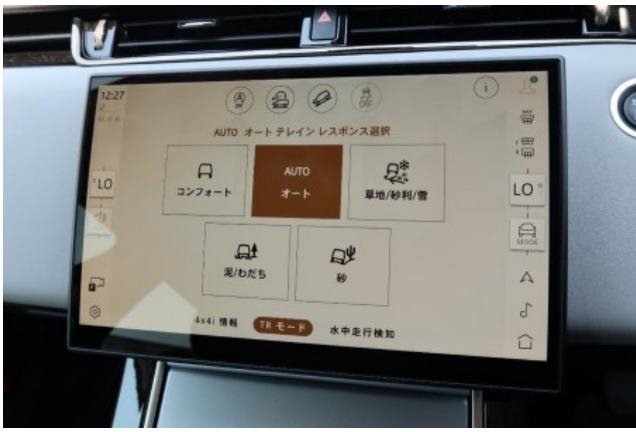 12:27
OFF
AUTO オート テレイン レスポンス選択
LO
コンフォート
AUTO
オート
草地/砂利/雪
LO
MODE
泥/わだち
砂
4x4i 情報
TR モード
水中走行検知